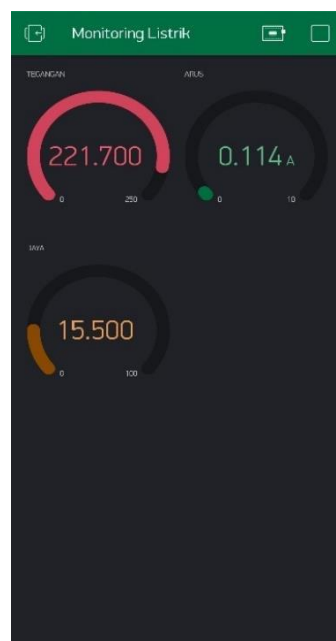 Monitoring Listrik
TEGANGAN
ARUS
221.700
0.114 A
0
250
0
10
DAYA
15.500
0
100